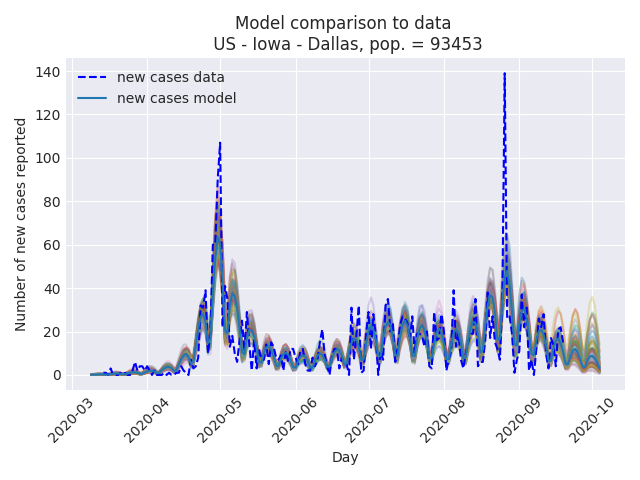 Model comparison to data
US - Iowa - Dallas, pop. = 93453
new cases data
new cases model
Number of new cases reported
140
120
100
80
60
40
20
0
2020-03
2020-04
2020-05
2020-06
2020-07
2020-08
2020-09
2020-10
Day